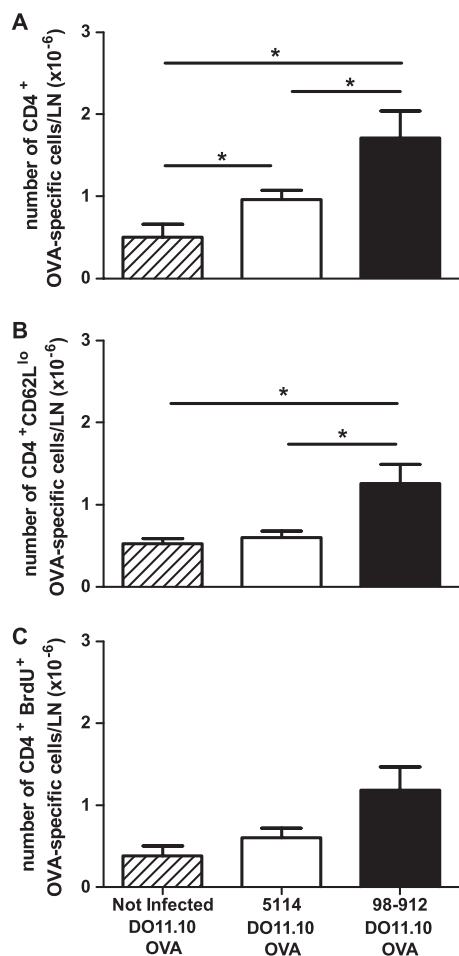 A
number of CD4⁺
OVA-specific cells/LN (x10⁻⁶)
3
2
1
0
*
*
*
B
number of CD4⁺CD62Lˡᵒ
OVA-specific cells/LN (x10⁻⁶)
3
2
1
0
*
*
C
number of CD4⁺ BrdU⁺
OVA-specific cells/LN (x10⁻⁶)
3
2
1
0
Not Infected
DO11.10
OVA
5114
DO11.10
OVA
98-912
DO11.10
OVA